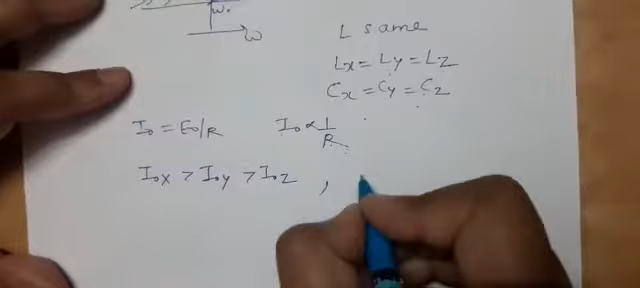 ω₀
ω
L same
Lx = Ly = Lz
Cx = Cy = Cz
I₀ = E₀/R I₀ ∝ 1/R
I₀x > I₀y > I₀z ,